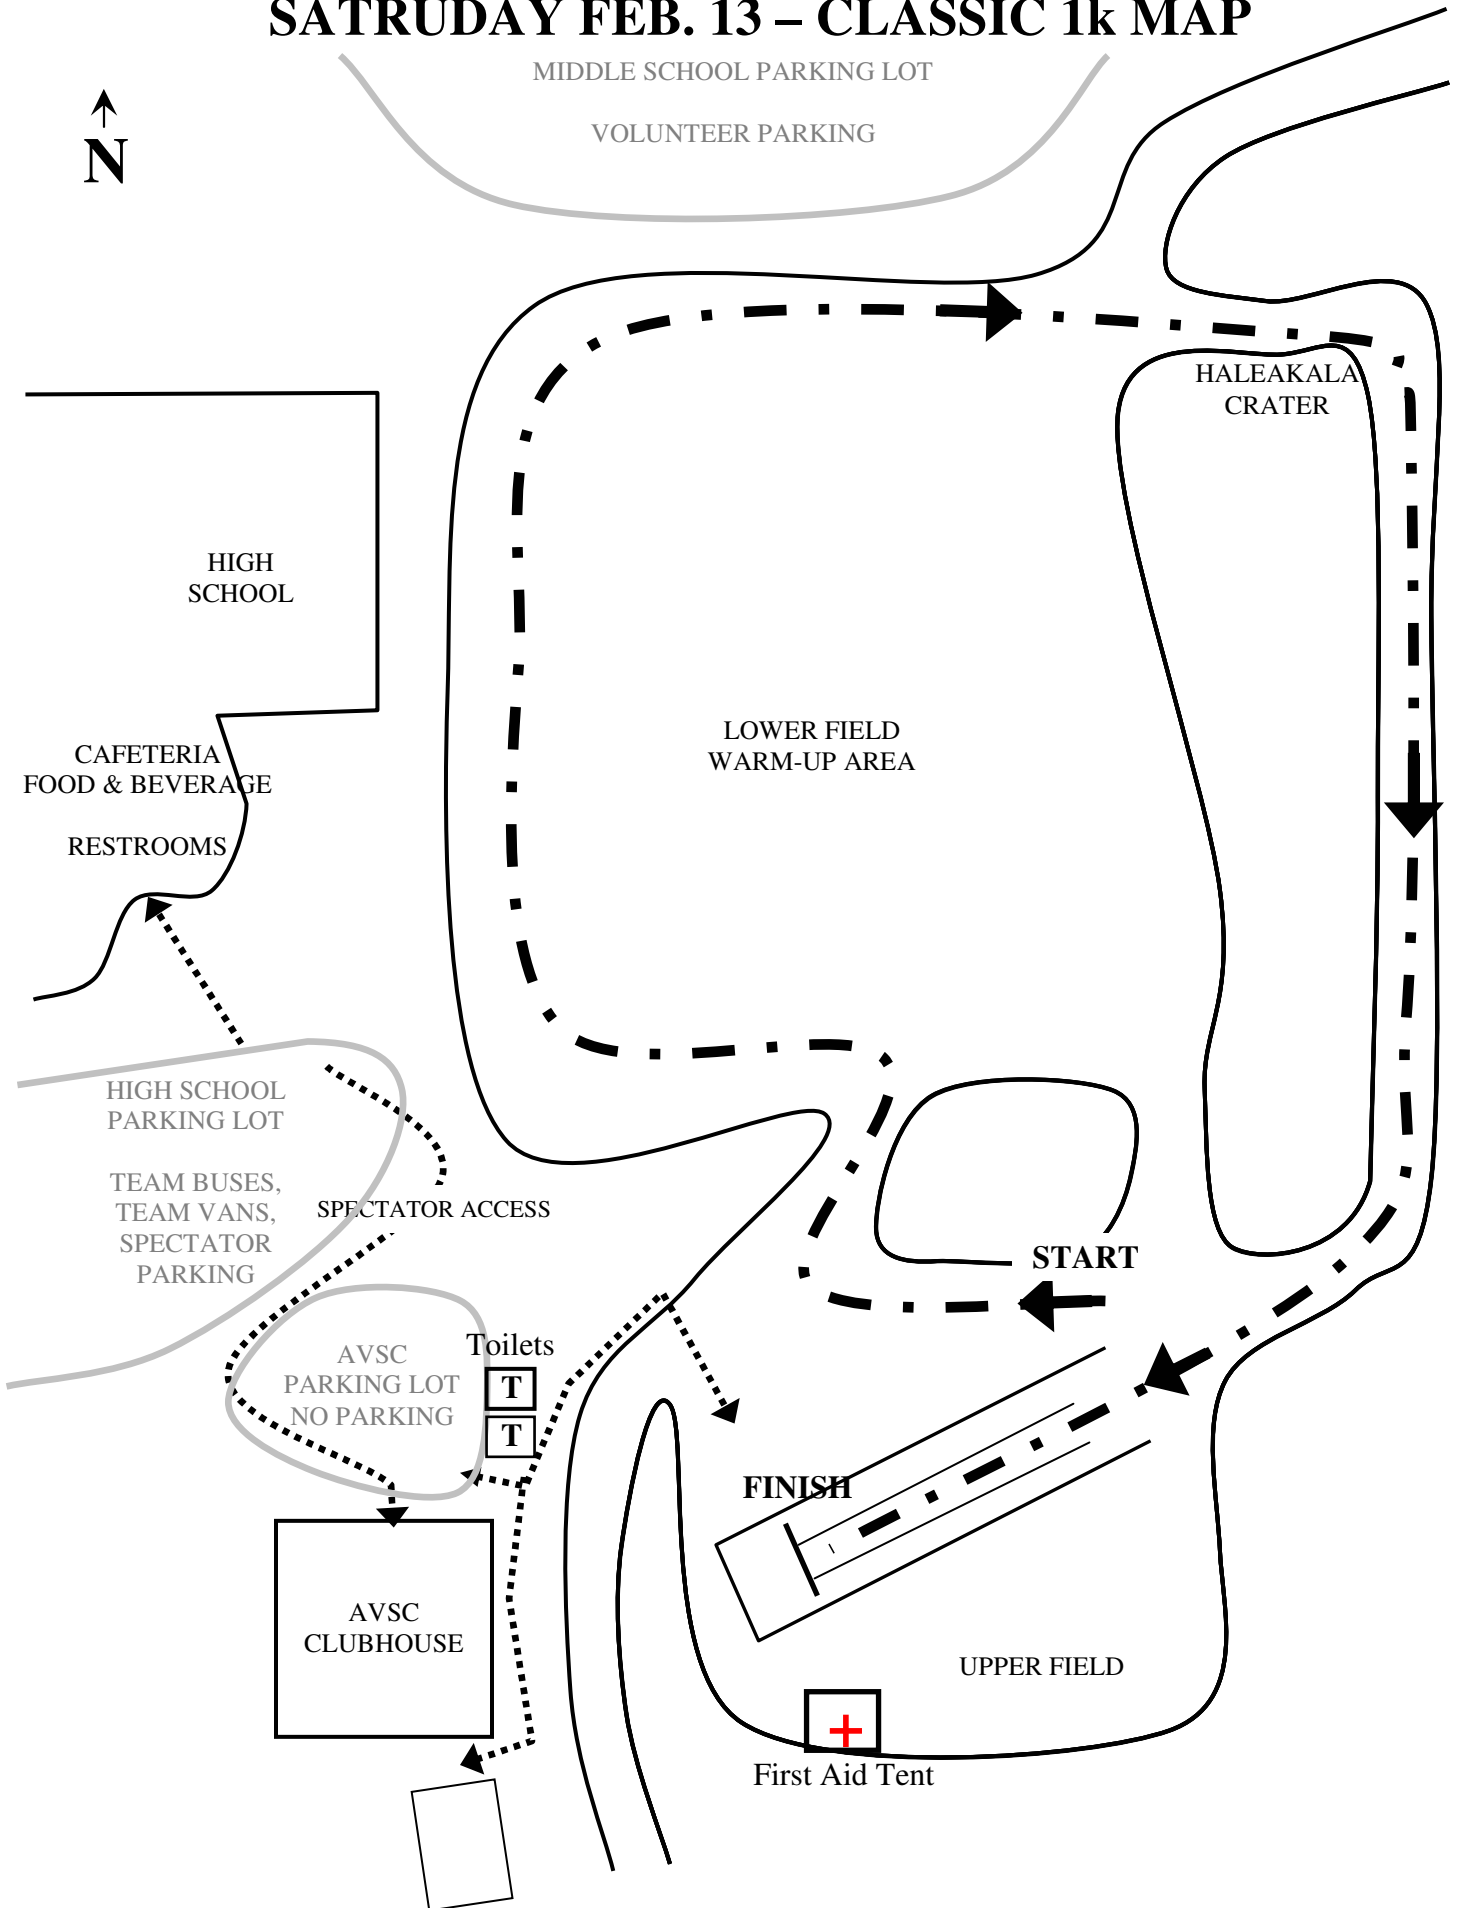 SATRUDAY FEB. 13 – CLASSIC 1k MAP
MIDDLE SCHOOL PARKING LOT
VOLUNTEER PARKING
N
HALEAKALA
CRATER
HIGH
SCHOOL
LOWER FIELD
WARM-UP AREA
CAFETERIA
FOOD & BEVERAGE
RESTROOMS
HIGH SCHOOL
PARKING LOT
TEAM BUSES,
TEAM VANS,
SPECTATOR
PARKING
SPECTATOR ACCESS
START
Toilets
T
T
AVSC
PARKING LOT
NO PARKING
FINISH
AVSC
CLUBHOUSE
UPPER FIELD
First Aid Tent